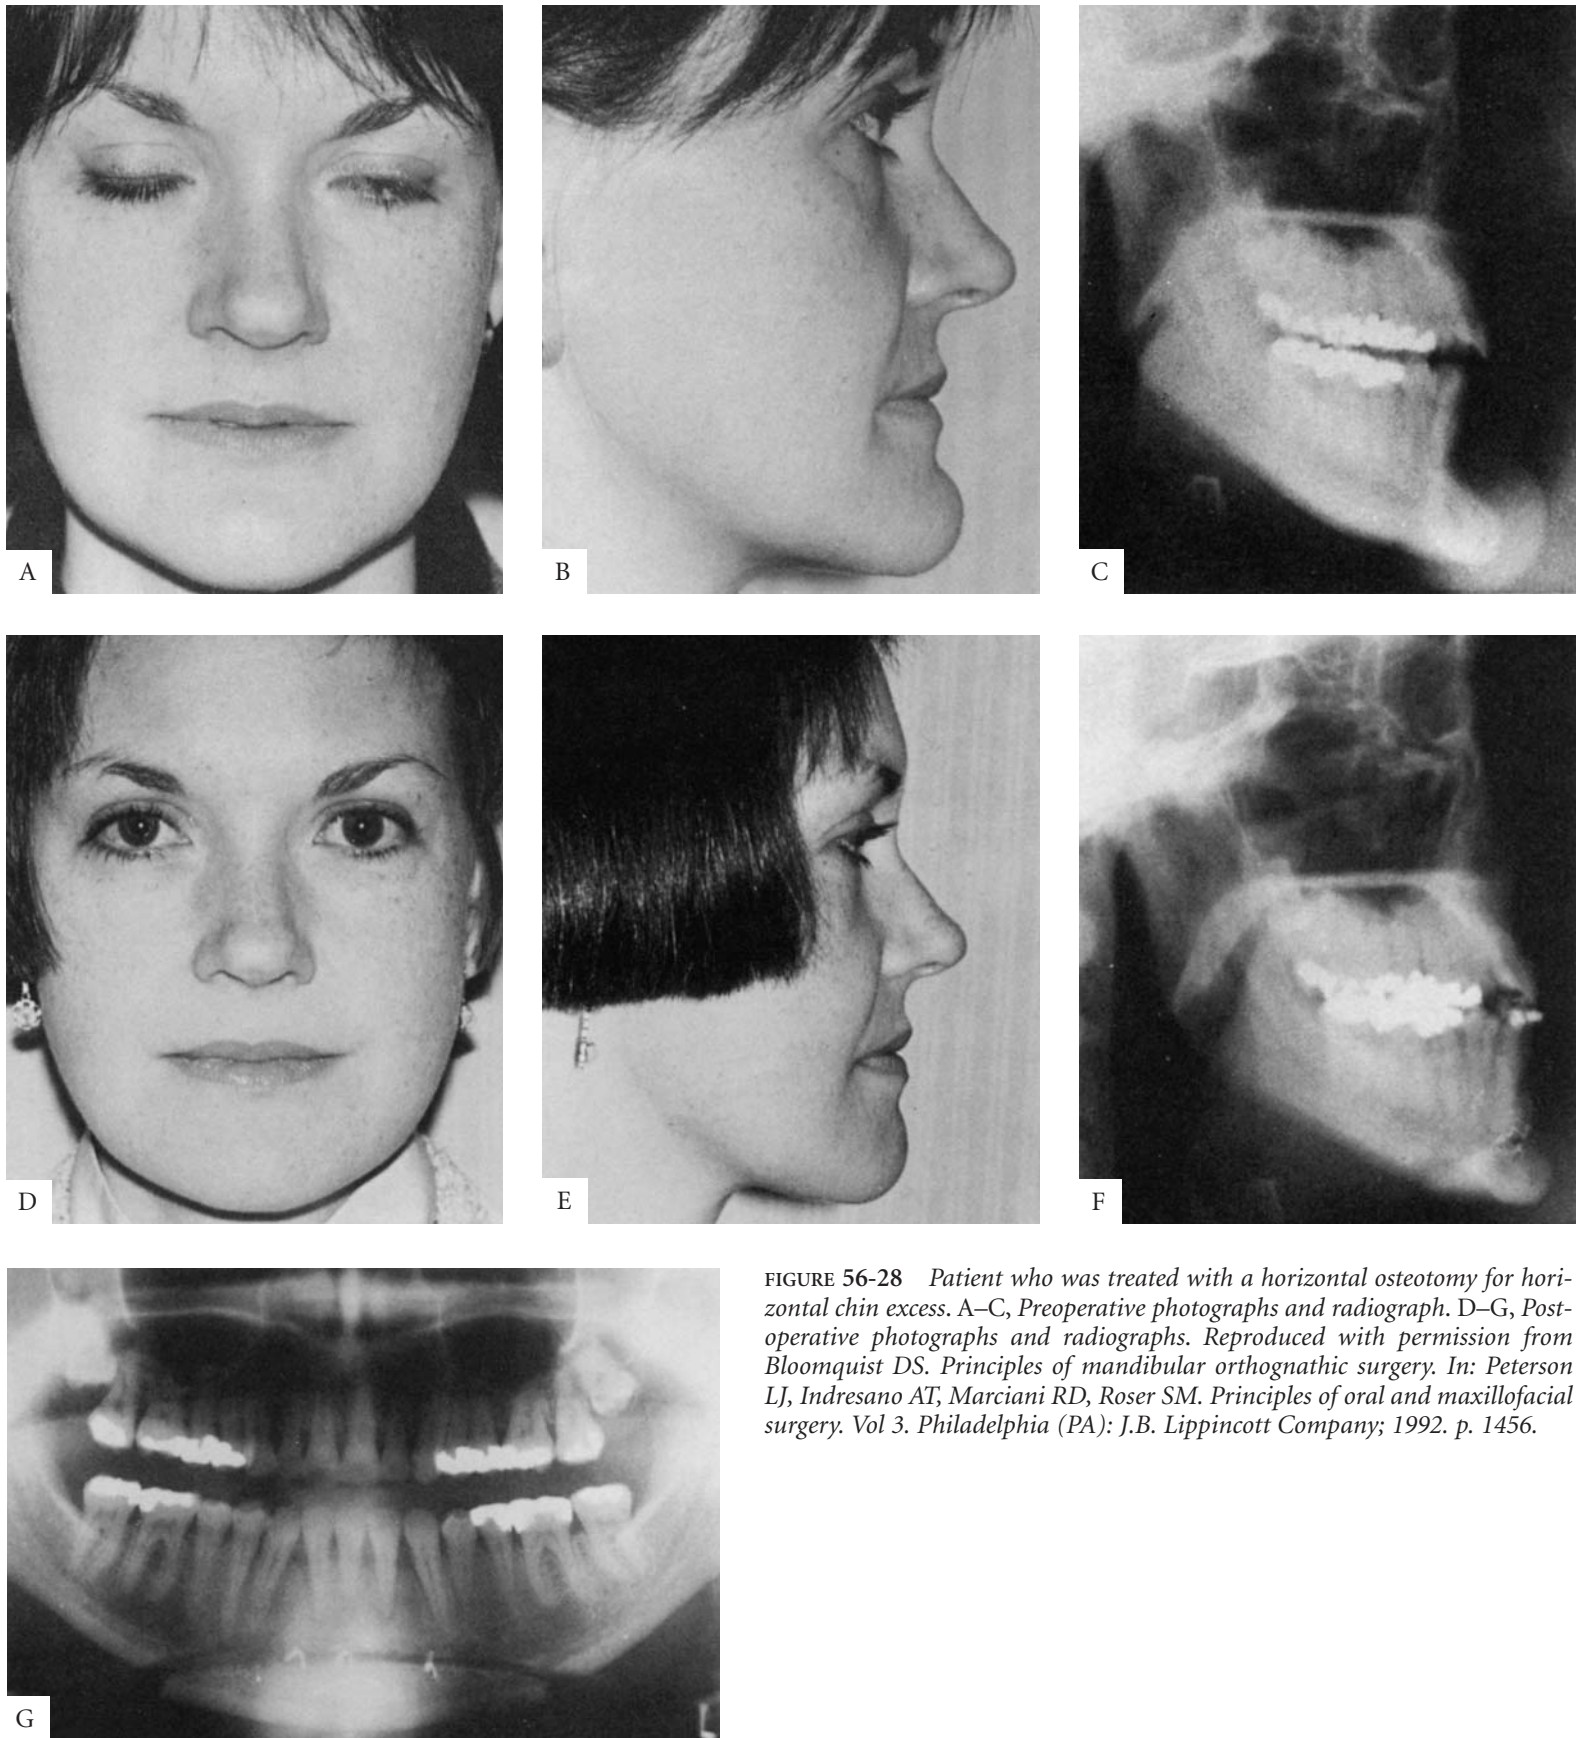 A
B
C
D
E
F
G
FIGURE 56-28 Patient who was treated with a horizontal osteotomy for hori-
zontal chin excess. A–C, Preoperative photographs and radiograph. D–G, Post-
operative photographs and radiographs. Reproduced with permission from
Bloomquist DS. Principles of mandibular orthognathic surgery. In: Peterson
LJ, Indresano AT, Marciani RD, Roser SM. Principles of oral and maxillofacial
surgery. Vol 3. Philadelphia (PA): J.B. Lippincott Company; 1992. p. 1456.